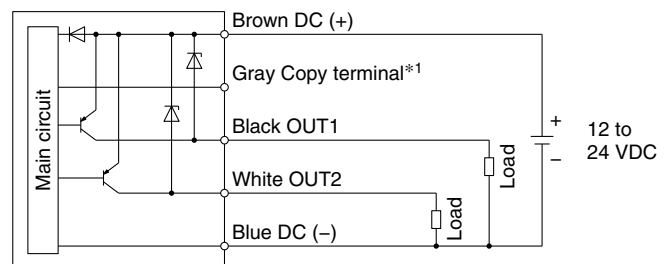 Brown DC (+)
Gray Copy terminal*1
Main circuit
Black OUT1
+
12 to
24 VDC
−
Load
White OUT2
Load
Blue DC (−)